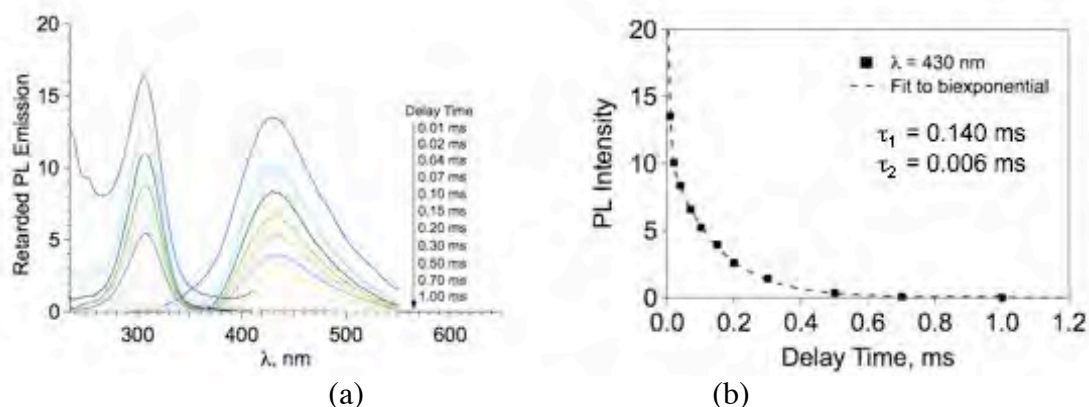 Retarded PL Emission
20
15
10
5
0
300
400
500
600
λ, nm
Delay Time
0.01 ms
0.02 ms
0.04 ms
0.07 ms
0.10 ms
0.15 ms
0.20 ms
0.30 ms
0.50 ms
0.70 ms
1.00 ms
(a)
PL Intensity
20
15
10
5
0
0.0
0.2
0.4
0.6
0.8
1.0
1.2
Delay Time, ms
λ = 430 nm
Fit to biexponential
τ1 = 0.140 ms
τ2 = 0.006 ms
(b)